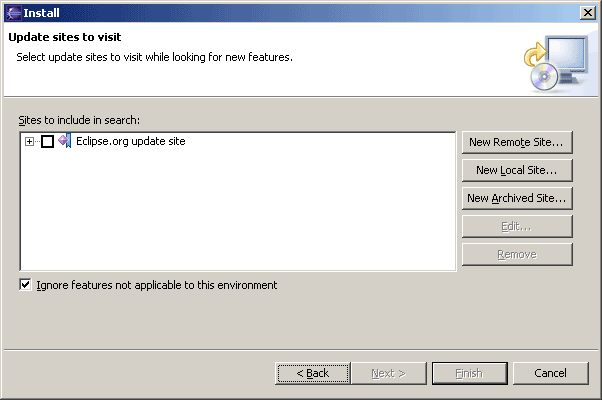 Install
Update sites to visit
Select update sites to visit while looking for new features.
Sites to include in search:
Eclipse.org update site
New Remote Site...
New Local Site...
New Archived Site...
Edit...
Remove
Ignore features not applicable to this environment
< Back
Next >
Finish
Cancel